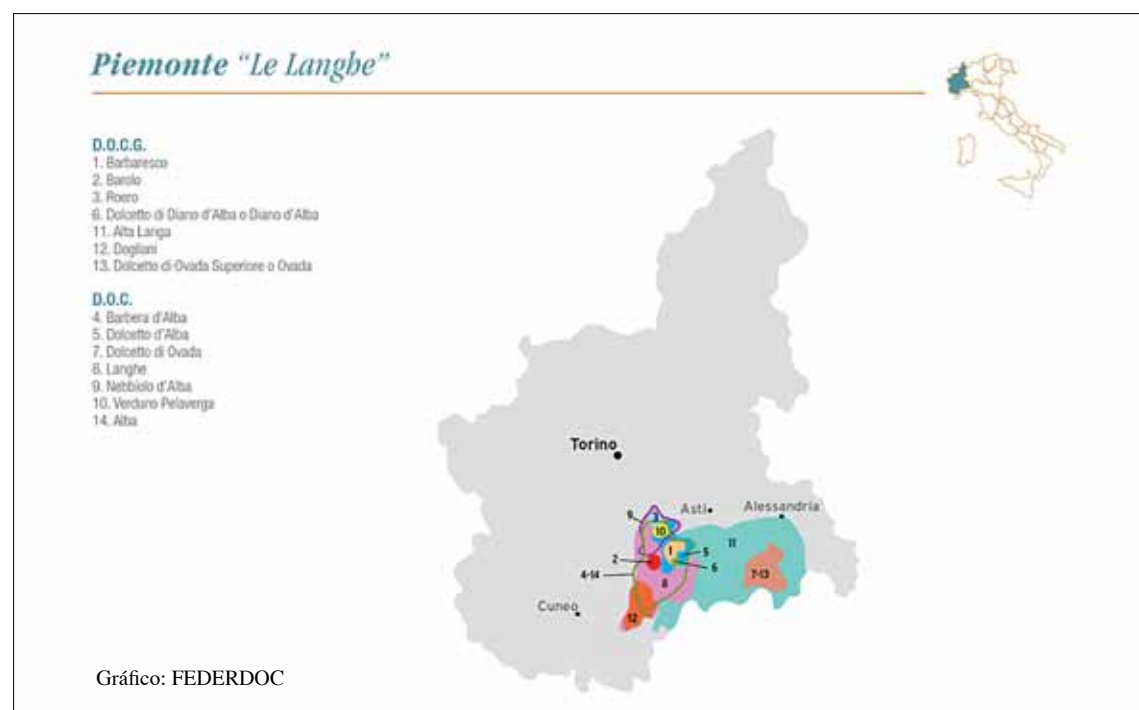 Piemonte “Le Langhe”
D.O.C.G.
1. Barbaresco
2. Barolo
3. Roero
6. Dolcetto di Diano d'Alba o Diano d'Alba
11. Alta Langa
12. Dogliani
13. Dolcetto di Ovada Superiore o Ovada
D.O.C.
4. Barbera d'Alba
5. Dolcetto d'Alba
7. Dolcetto di Ovada
8. Langhe
9. Nebbiolo d'Alba
10. Verduno Pelaverga
14. Alba
Torino
Asti
Alessandria
9
3
10
11
1
5
2
6
4-14
8
7-13
Cuneo
12
Gráfico: FEDERDOC